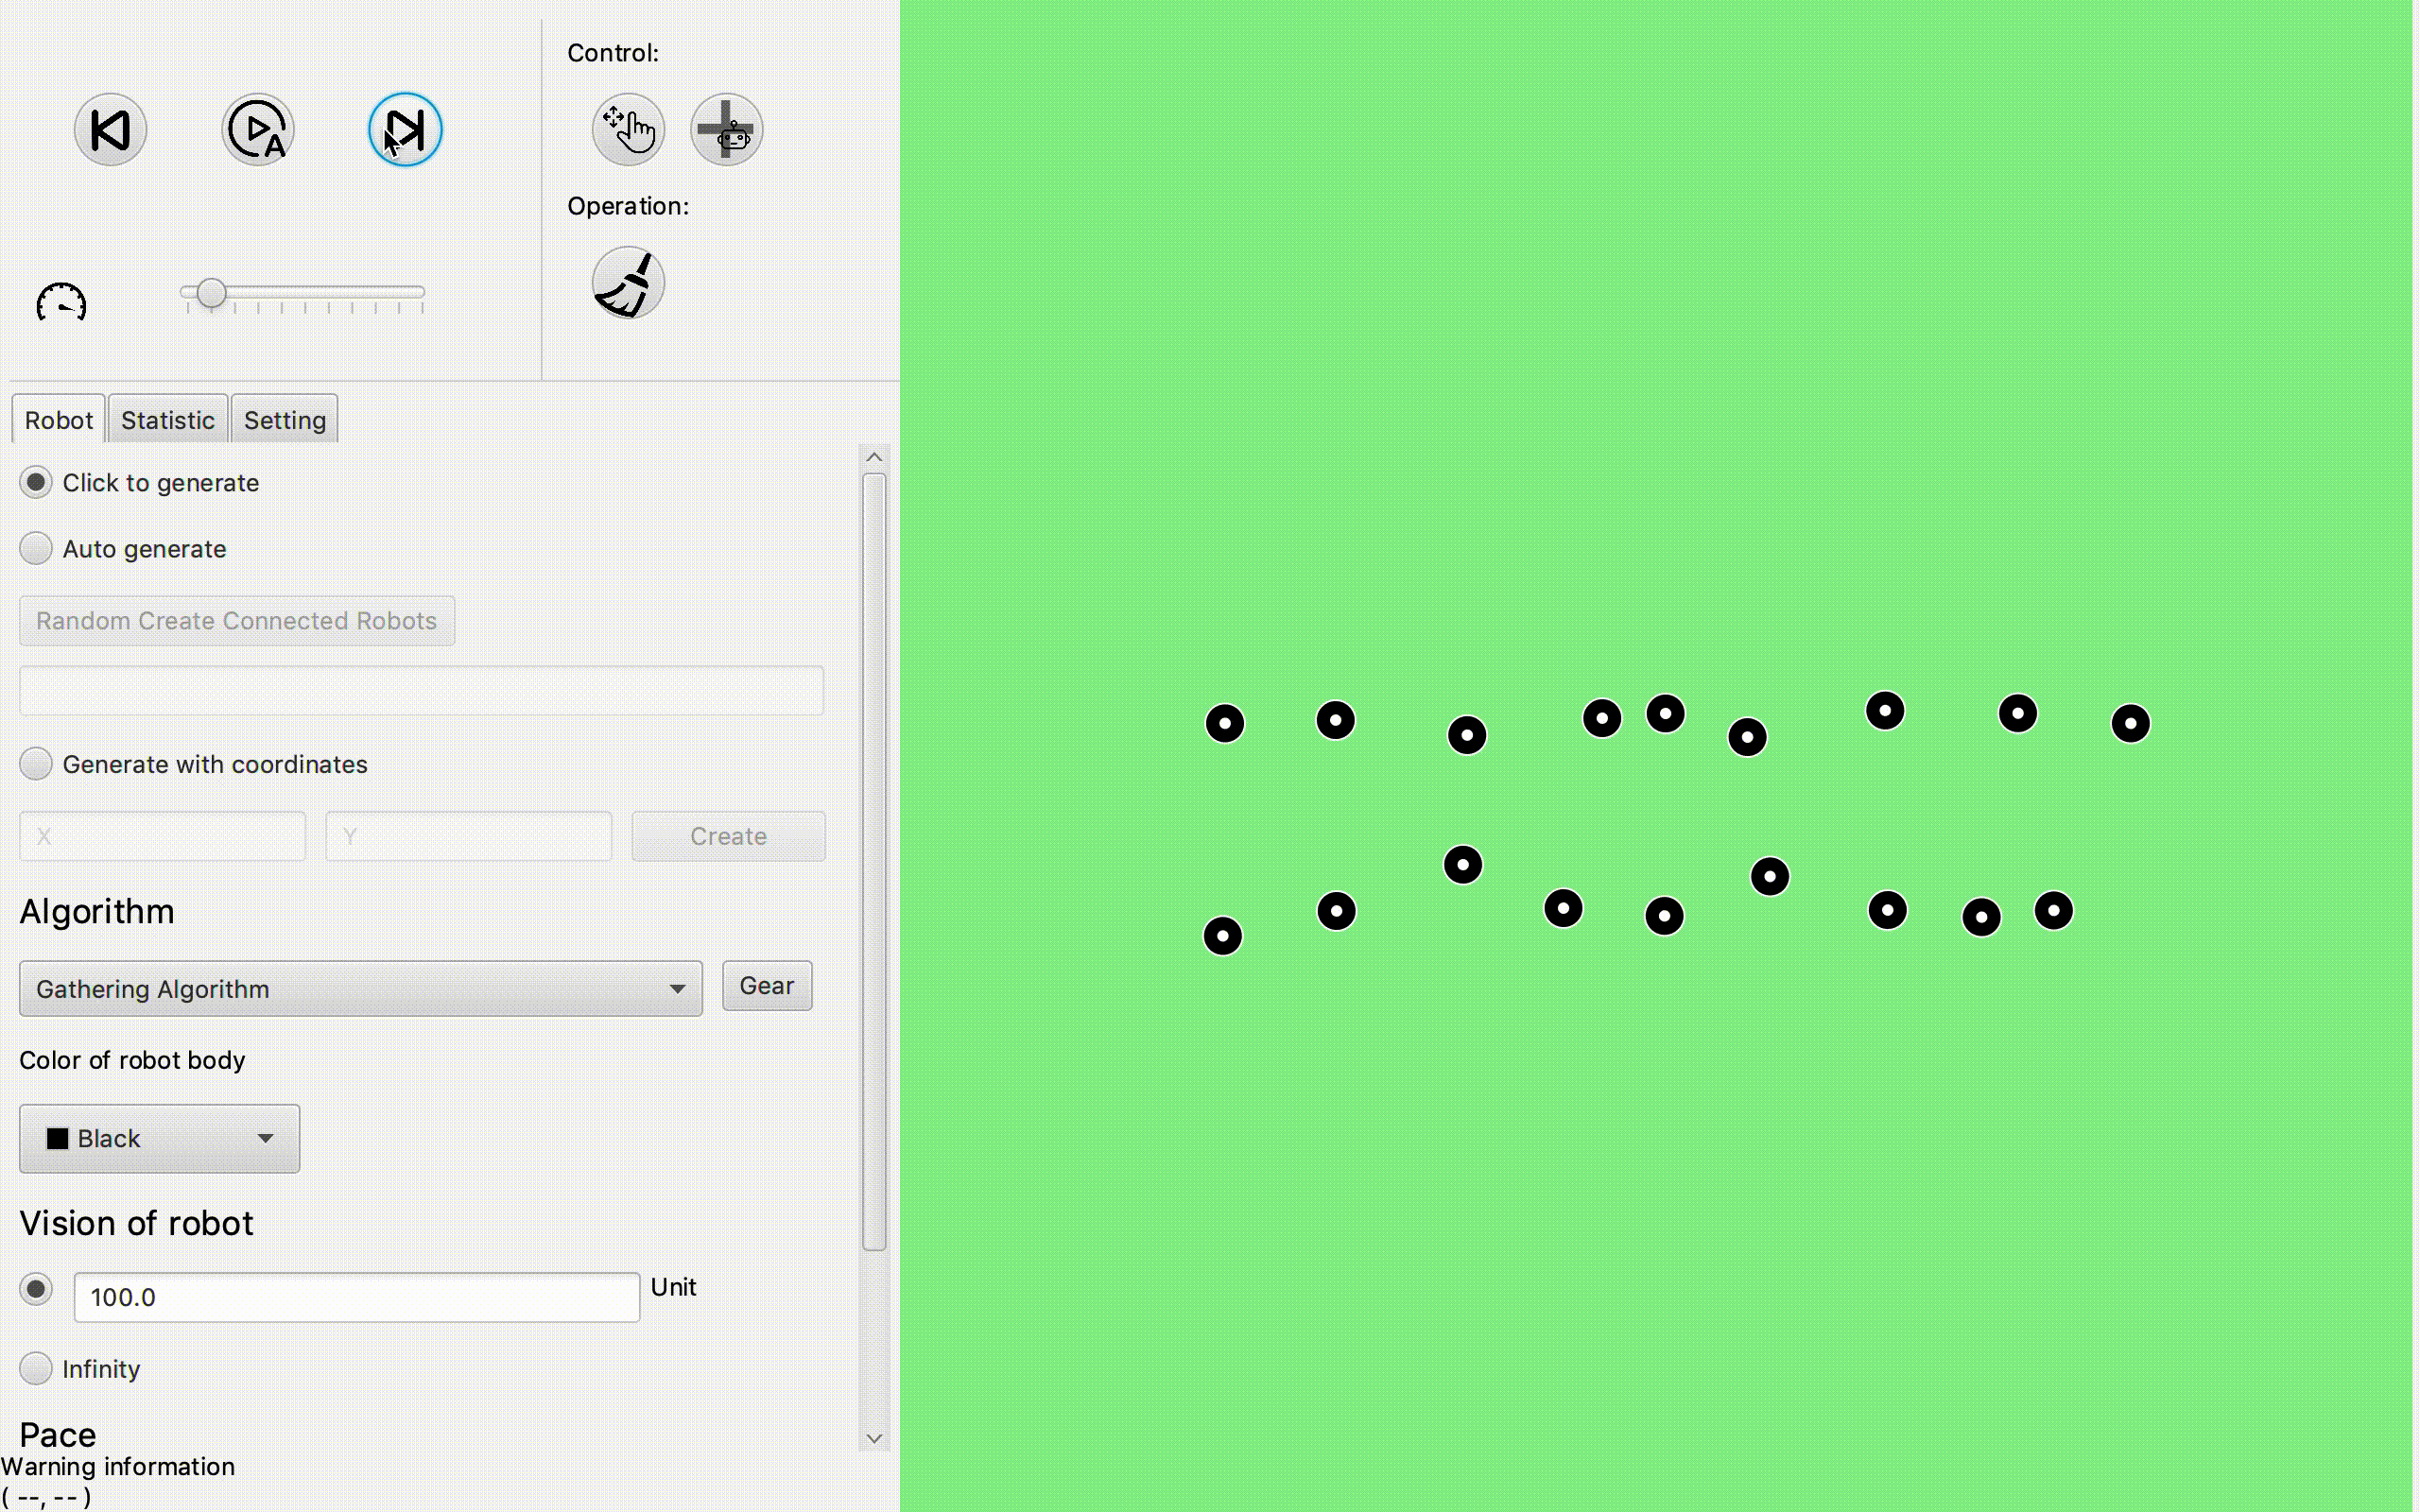 Control:
A
Operation:
Robot Statistic Setting
Click to generate
Auto generate
Random Create Connected Robots
Generate with coordinates
X Y Create
Algorithm
Gathering Algorithm Gear
Color of robot body
Black
Vision of robot
100.0 Unit
Infinity
Pace
Warning information
( --, -- )